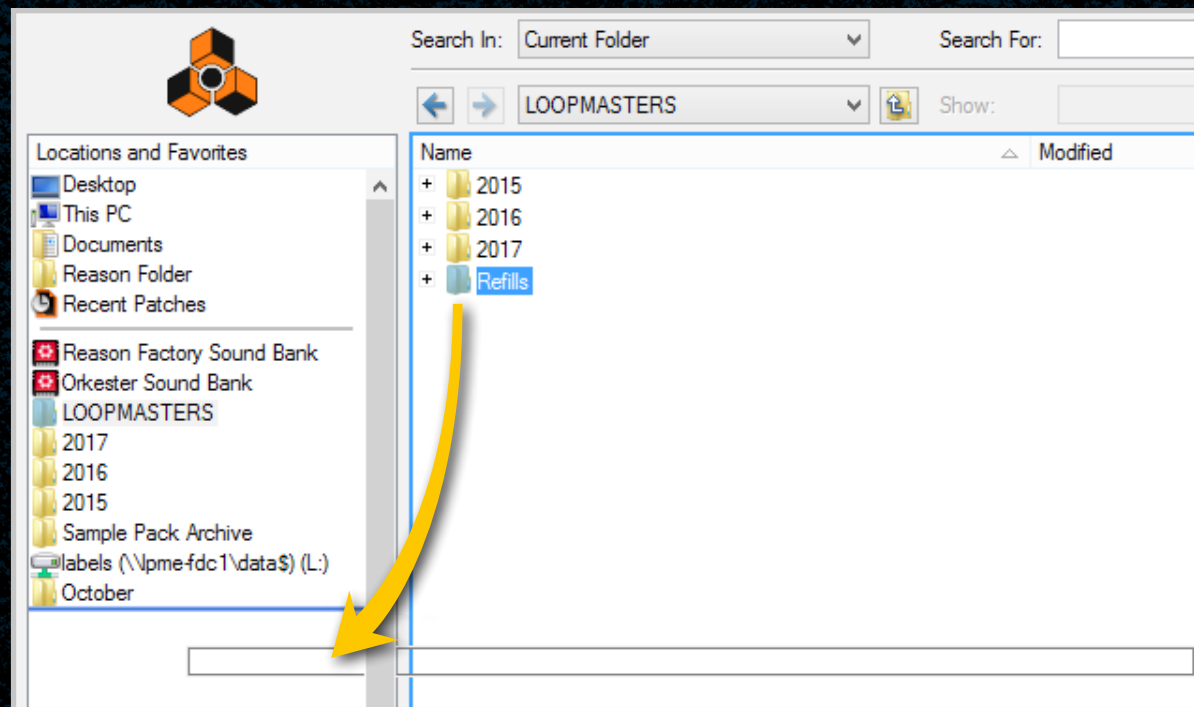 Search In: Current Folder Search For:
LOOPMASTERS Show:
Locations and Favorites
Desktop
This PC
Documents
Reason Folder
Recent Patches
Reason Factory Sound Bank
Orkester Sound Bank
LOOPMASTERS
2017
2016
2015
Sample Pack Archive
labels (\\lpme-fdc1\data$) (L:)
October
Name Modified
2015
2016
2017
Refills